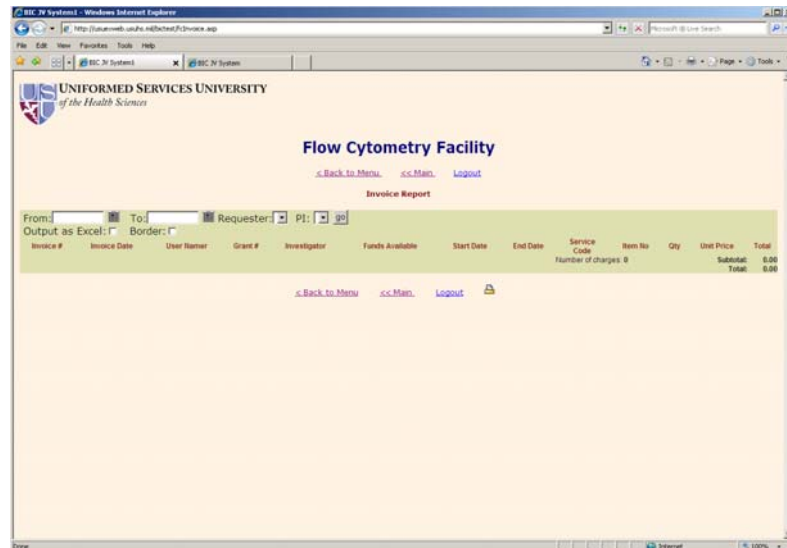 BIC JV System1 - Windows Internet Explorer
File Edit View Favorites Tools Help
BIC JV System1
BIC JV System
Page Tools
UNIFORMED SERVICES UNIVERSITY
of the Health Sciences
Flow Cytometry Facility
< Back to Menu << Main Logout
Invoice Report
From: To: Requester: PI: go
Output as Excel: Border:
Invoice # Invoice Date User Namer Grant # Investigator Funds Available Start Date End Date Service Code Item No Qty Unit Price Total
Number of charges: 0 Subtotal: 0.00
Total: 0.00
< Back to Menu << Main Logout
Done Internet 100%